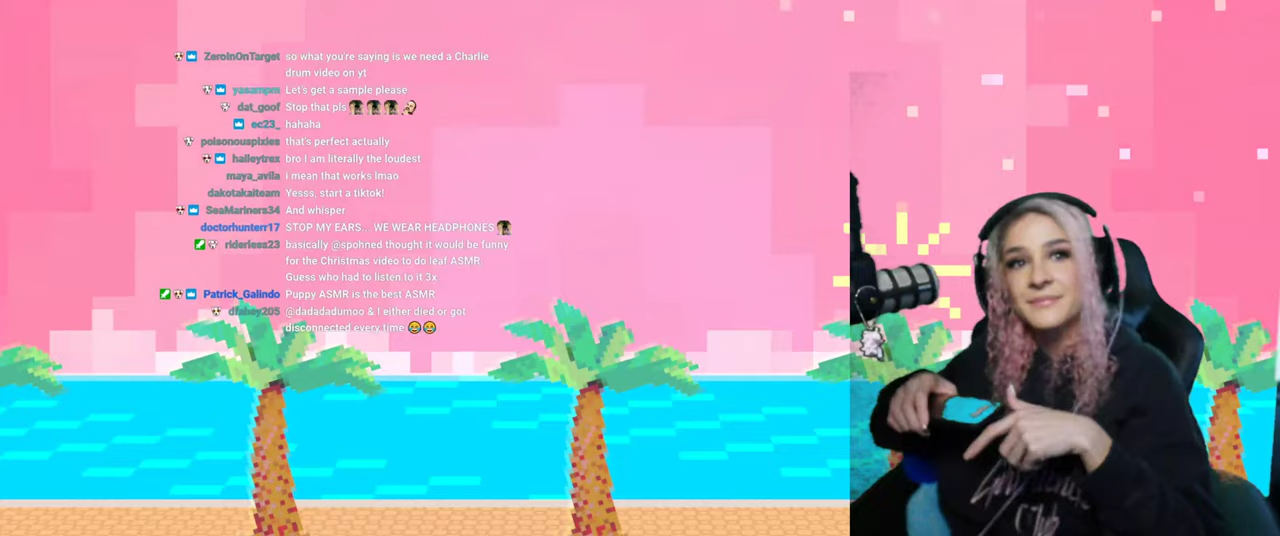 ZeroInOnTarget so what you're saying is we need a Charlie
drum video on yt
yasampm Let's get a sample please
dat_goof Stop that pls
ec23_ hahaha
poisonouspixies that's perfect actually
haileytrex bro I am literally the loudest
maya_avila i mean that works lmao
dakotakaiteam Yesss, start a tiktok!
SeaMariners34 And whisper
doctorhunterr17 STOP MY EARS... WE WEAR HEADPHONES
riderless23 basically @spohned thought it would be funny
for the Christmas video to do leaf ASMR.
Guess who had to listen to it 3x
Patrick_Galindo Puppy ASMR is the best ASMR
@dadadadumoo & I either died or got
disconnected every time 😂😂
Club